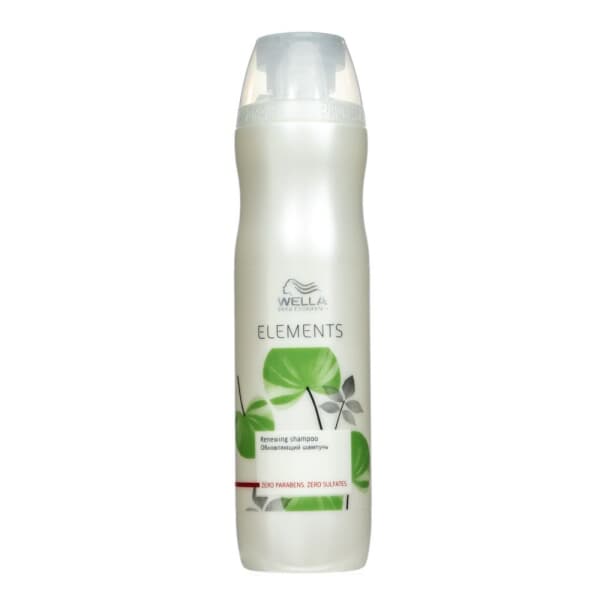 WELLA
ELEMENTS
Renewing shampoo
Обновляющий шампунь
ZERO PARABENS. ZERO SULFATES